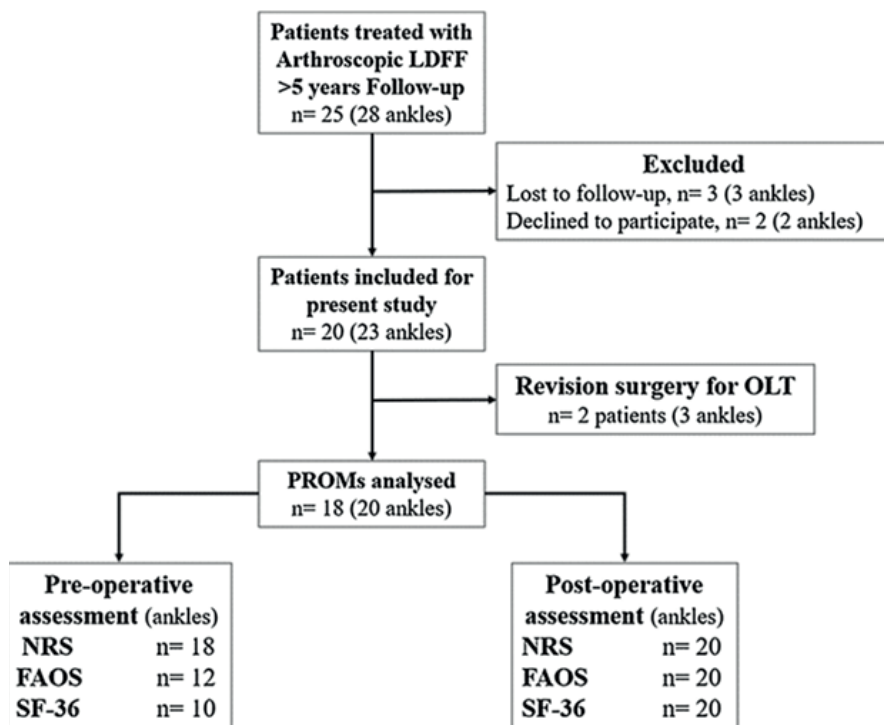 Patients treated with
Arthroscopic LDFF
>5 years Follow-up
n= 25 (28 ankles)
Excluded
Lost to follow-up, n= 3 (3 ankles)
Declined to participate, n= 2 (2 ankles)
Patients included for
present study
n= 20 (23 ankles)
Revision surgery for OLT
n= 2 patients (3 ankles)
PROMs analysed
n= 18 (20 ankles)
Pre-operative
assessment (ankles)
NRS n= 18
FAOS n= 12
SF-36 n= 10
Post-operative
assessment (ankles)
NRS n= 20
FAOS n= 20
SF-36 n= 20